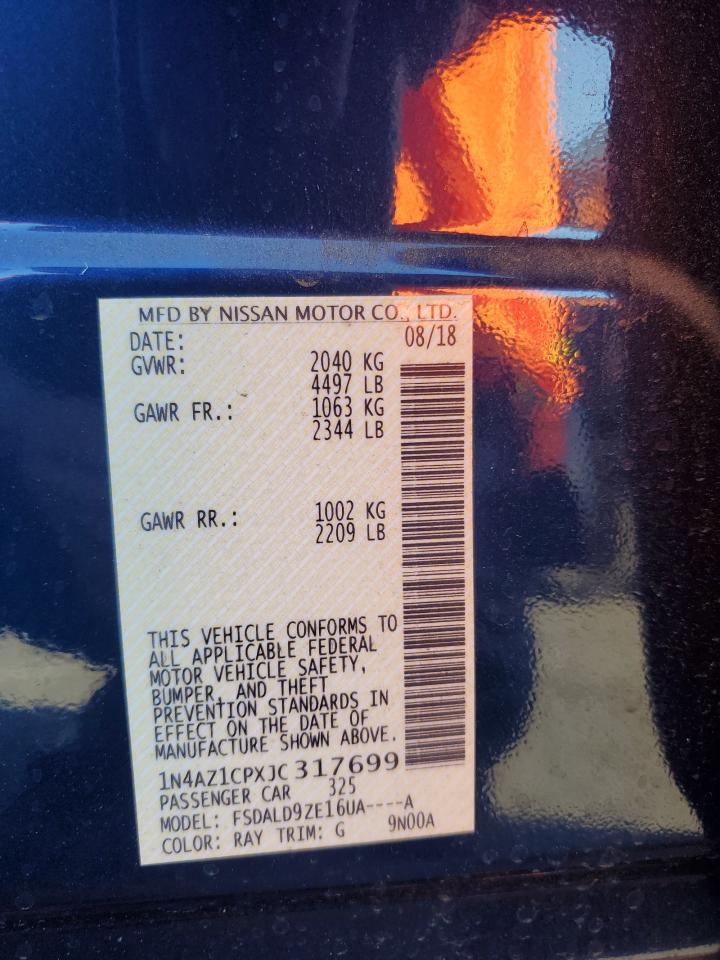 MFD BY NISSAN MOTOR CO., LTD.
DATE: 08/18
GVWR: 2040 KG
4497 LB
GAWR FR.: 1063 KG
2344 LB
GAWR RR.: 1002 KG
2209 LB
THIS VEHICLE CONFORMS TO
ALL APPLICABLE FEDERAL
MOTOR VEHICLE SAFETY,
BUMPER, AND THEFT
PREVENTION STANDARDS IN
EFFECT ON THE DATE OF
MANUFACTURE SHOWN ABOVE.
1N4AZ1CPXJC317699
PASSENGER CAR 325
MODEL: FSDALD9ZE16UA----A
COLOR: RAY TRIM: G 9N00A